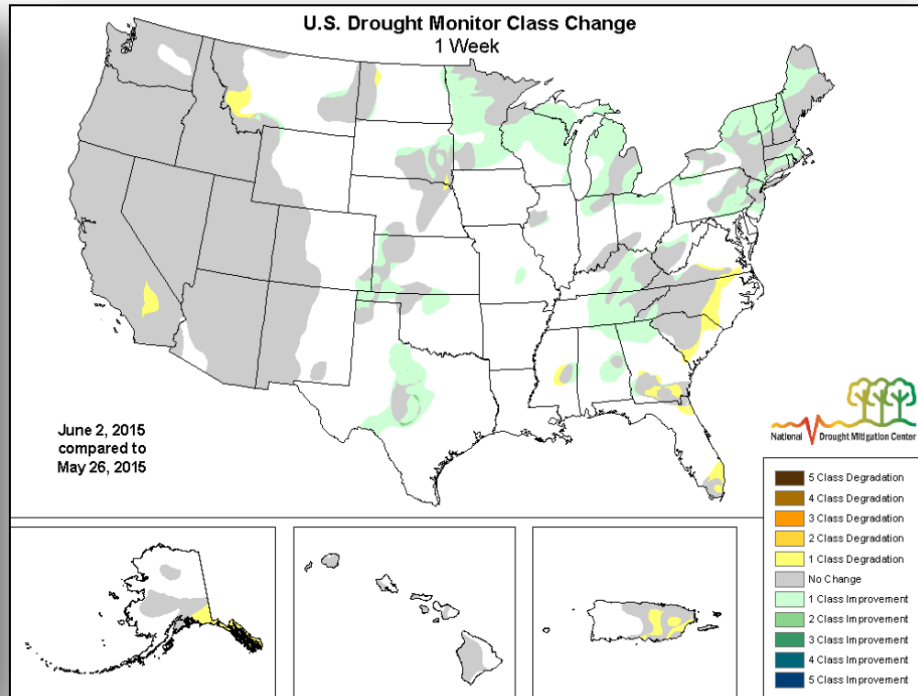 U.S. Drought Monitor Class Change
1 Week
June 2, 2015
compared to
May 26, 2015
National Drought Mitigation Center
5 Class Degradation
4 Class Degradation
3 Class Degradation
2 Class Degradation
1 Class Degradation
No Change
1 Class Improvement
2 Class Improvement
3 Class Improvement
4 Class Improvement
5 Class Improvement